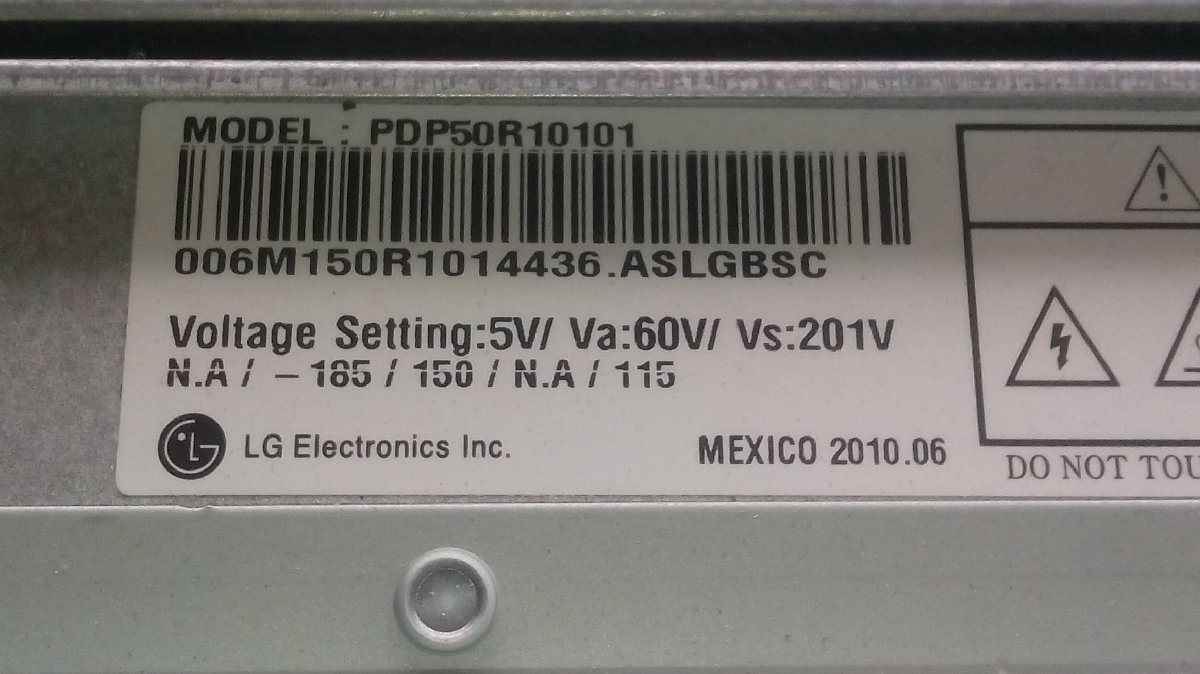 MODEL : PDP50R10101
006M150R1014436.ASLGBSC
Voltage Setting:5V/ Va:60V/ Vs:201V
N.A / - 185 / 150 / N.A / 115
LG LG Electronics Inc.
MEXICO 2010.06
DO NOT TOU